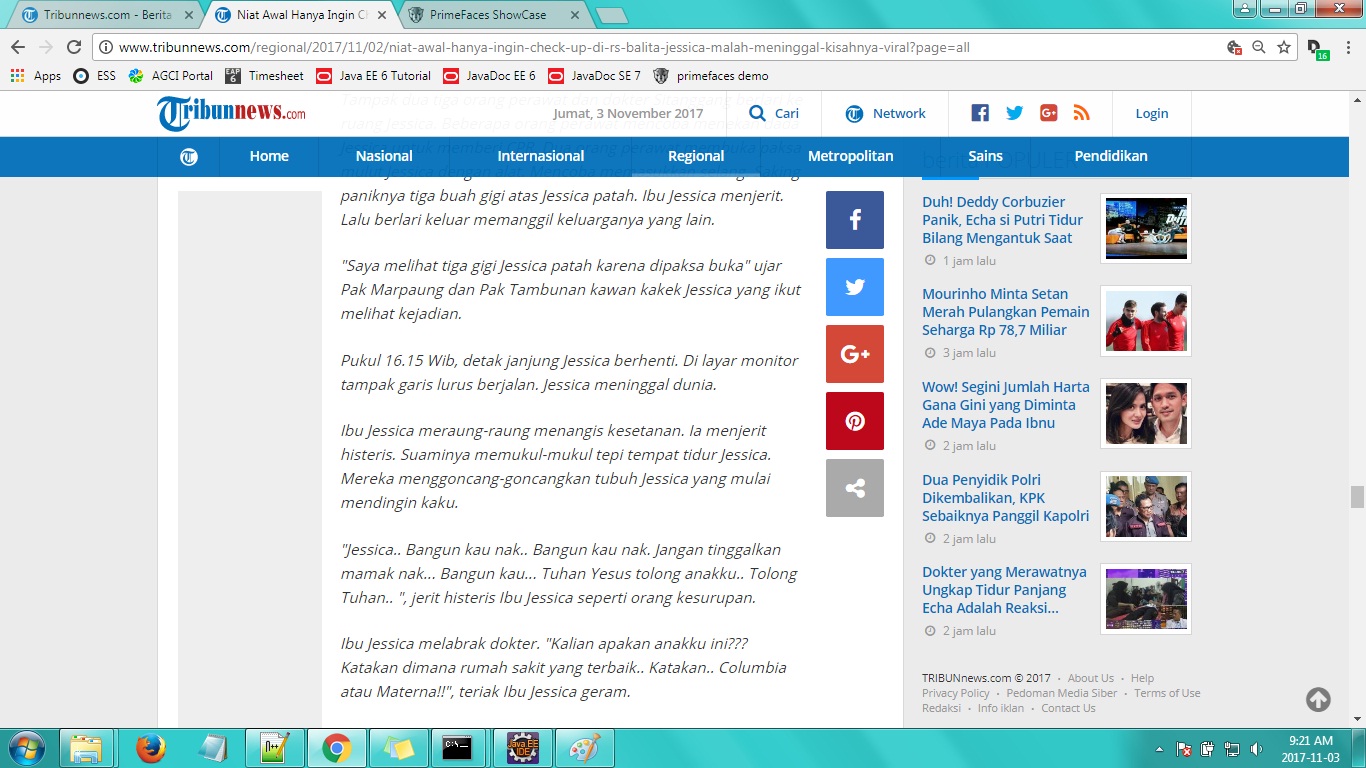 Tribunnews.com - Berita
Niat Awal Hanya Ingin Ch
PrimeFaces ShowCase
www.tribunnews.com/regional/2017/11/02/niat-awal-hanya-ingin-check-up-di-rs-balita-jessica-malah-meninggal-kisahnya-viral?page=all
16
Apps
ESS
AGCI Portal
EAP 6
Timesheet
Java EE 6 Tutorial
JavaDoc EE 6
JavaDoc SE 7
primefaces demo
Tribunnews.com
Jumat, 3 November 2017
Cari
Network
Login
Home
Nasional
Internasional
Regional
Metropolitan
Sains
Pendidikan
Tampak dua tiga orang perawat dan dokter
paniknya tiga buah gigi atas Jessica patah. Ibu Jessica menjerit.
Lalu berlari keluar memanggil keluarganya yang lain.
"Saya melihat tiga gigi Jessica patah karena dipaksa buka" ujar
Pak Marpaung dan Pak Tambunan kawan kakek Jessica yang ikut
melihat kejadian.
Pukul 16.15 Wib, detak janjung Jessica berhenti. Di layar monitor
tampak garis lurus berjalan. Jessica meninggal dunia.
Ibu Jessica meraung-raung menangis kesetanan. Ia menjerit
histeris. Suaminya memukul-mukul tepi tempat tidur Jessica.
Mereka menggoncang-goncangkan tubuh Jessica yang mulai
mendingin kaku.
"Jessica.. Bangun kau nak.. Bangun kau nak. Jangan tinggalkan
mamak nak... Bangun kau... Tuhan Yesus tolong anakku.. Tolong
Tuhan.. ", jerit histeris Ibu Jessica seperti orang kesurupan.
Ibu Jessica melabrak dokter. "Kalian apakan anakku ini???
Katakan dimana rumah sakit yang terbaik.. Katakan.. Columbia
atau Materna!!", teriak Ibu Jessica geram.
G+
Duh! Deddy Corbuzier
Panik, Echa si Putri Tidur
Bilang Mengantuk Saat
1 jam lalu
Mourinho Minta Setan
Merah Pulangkan Pemain
Seharga Rp 78,7 Miliar
3 jam lalu
Wow! Segini Jumlah Harta
Gana Gini yang Diminta
Ade Maya Pada Ibnu
2 jam lalu
Dua Penyidik Polri
Dikembalikan, KPK
Sebaiknya Panggil Kapolri
2 jam lalu
Dokter yang Merawatnya
Ungkap Tidur Panjang
Echa Adalah Reaksi...
2 jam lalu
TRIBUNnews.com © 2017 • About Us • Help
Privacy Policy • Pedoman Media Siber • Terms of Use
Redaksi • Info iklan • Contact Us
Java EE
IDE
9:21 AM
2017-11-03